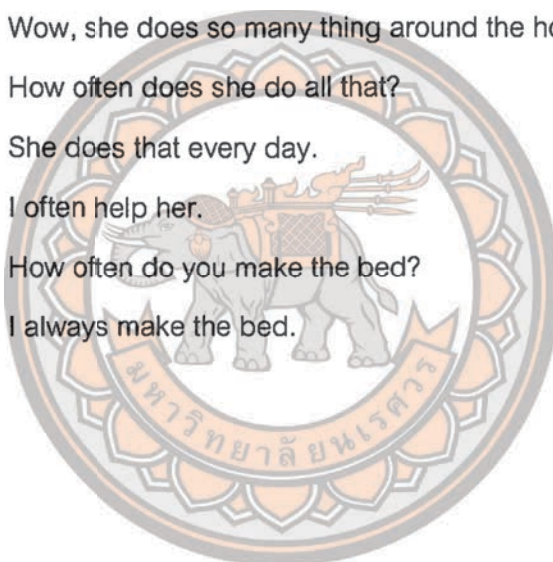 Wow, she does so many thing around the
How often does she do all that?
She does that every day.
I often help her.
How often do you make the bed?
I always make the bed.
มหาวิทยาลัยนเรศวร